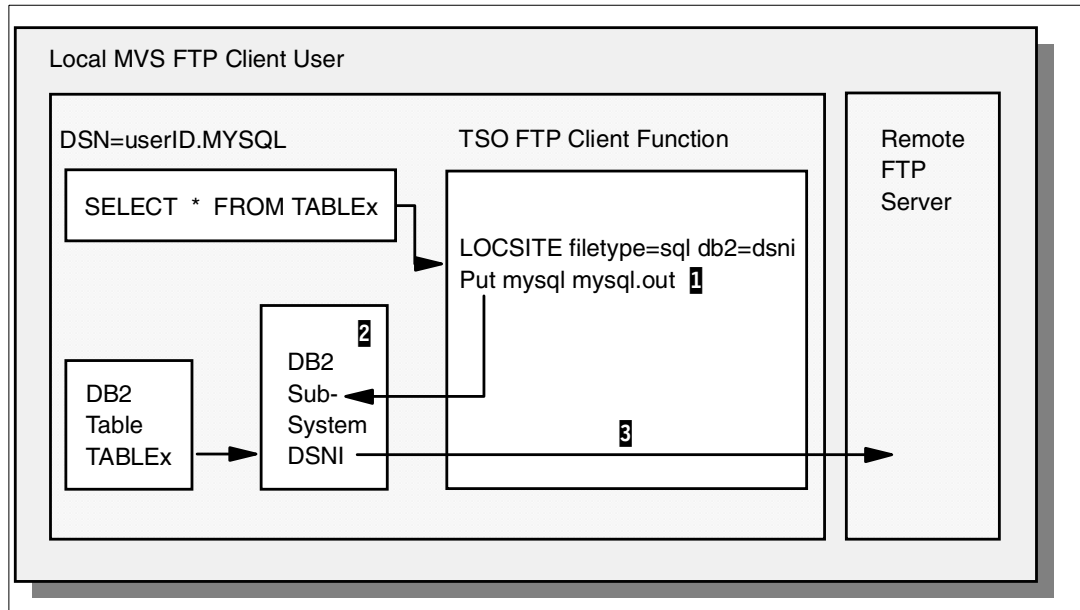 Local MVS FTP Client User
DSN=userID.MYSQL
SELECT * FROM TABLEx
TSO FTP Client Function
LOCSITE filetype=sql db2=dsni
Put mysql mysql.out 1
2
DB2
Sub-
System
DSNI
DB2
Table
TABLEx
3
Remote
FTP
Server